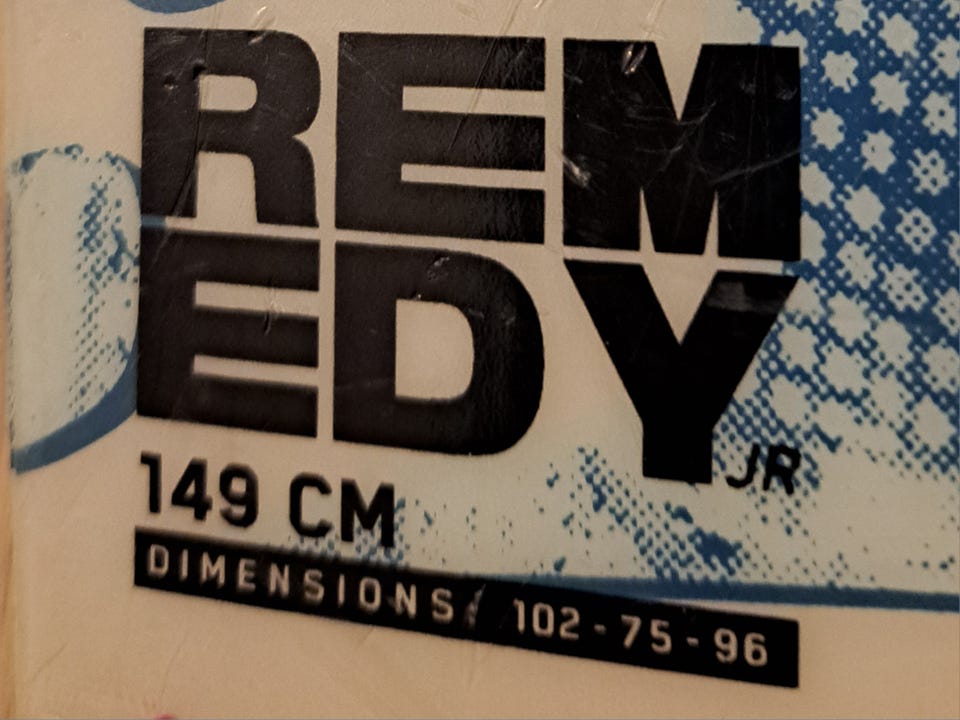 REM
EDY JR
149 CM
DIMENSIONS/ 102-75-96